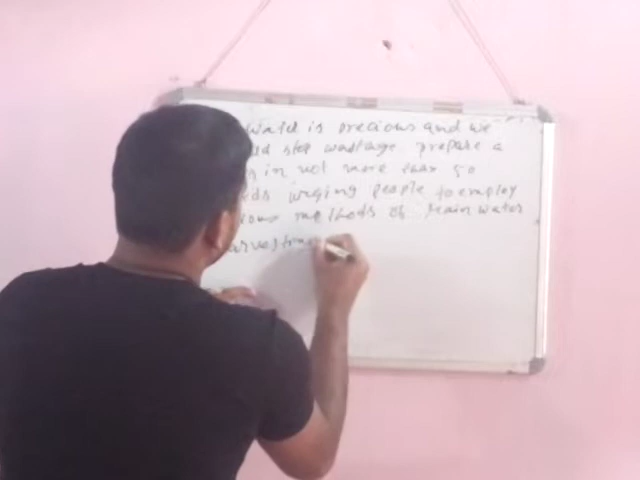 Water is precious and we
stop wastage prepare a
in not more than 50
urging people to employ
methods of Rain water